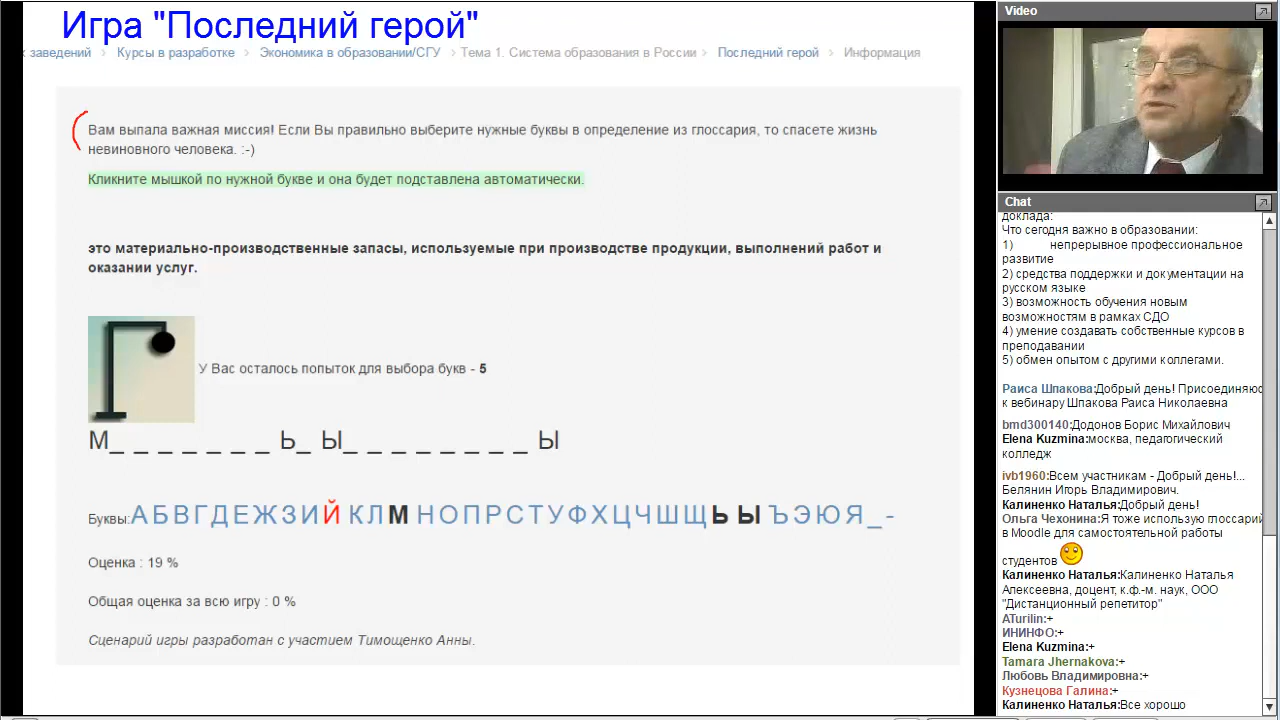 Игра "Последний герой"
к заведений › Курсы в разработке › Экономика в образовании/СГУ › Тема 1. Система образования в России › Последний герой › Информация
Вам выпала важная миссия! Если Вы правильно выберите нужные буквы в определение из глоссария, то спасете жизнь
невиновного человека. :-)
Кликните мышкой по нужной букве и она будет подставлена автоматически.
это материально-производственные запасы, используемые при производстве продукции, выполнений работ и
оказании услуг.
У Вас осталось попыток для выбора букв - 5
М_ _ _ _ _ _ _ Ь_ Ы_ _ _ _ _ _ _ _ Ы
Буквы:А Б В Г Д Е Ж З И Й К Л М Н О П Р С Т У Ф Х Ц Ч Ш Щ Ь Ы Ъ Э Ю Я _ -
Оценка : 19 %
Общая оценка за всю игру : 0 %
Сценарий игры разработан с участием Тимощенко Анны.
Video
Chat
доклада:
Что сегодня важно в образовании:
1) непрерывное профессиональное
развитие
2) средства поддержки и документации на
русском языке
3) возможность обучения новым
возможностям в рамках СДО
4) умение создавать собственные курсов в
преподавании
5) обмен опытом с другими коллегами.
Раиса Шпакова:Добрый день! Присоединяюс
к вебинару Шпакова Раиса Николаевна
bmd300140:Додонов Борис Михайлович
Elena Kuzmina:москва, педагогический
колледж
ivb1960:Всем участникам - Добрый день!...
Белянин Игорь Владимирович.
Калиненко Наталья:Добрый день!
Ольга Чехонина:Я тоже использую глоссарий
в Moodle для самостоятельной работы
студентов
Калиненко Наталья:Калиненко Наталья
Алексеевна, доцент, к.ф.-м. наук, ООО
"Дистанционный репетитор"
ATurilin:+
ИНИНФО:+
Elena Kuzmina:+
Tamara Jhernakova:+
Любовь Владимировна:+
Кузнецова Галина:+
Калиненко Наталья:Все хорошо